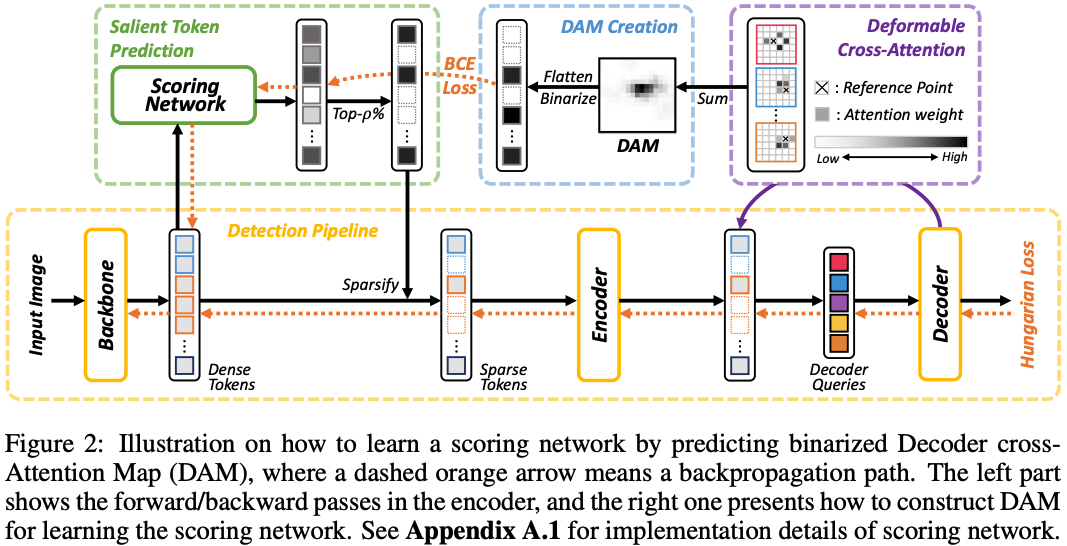 Salient Token
Prediction
Scoring
Network
Top-ρ%
BCE
Loss
DAM Creation
Flatten
Binarize
DAM
Sum
Deformable
Cross-Attention
: Reference Point
: Attention weight
Low
High
Detection Pipeline
Input Image
Backbone
Dense
Tokens
Sparsify
Sparse
Tokens
Encoder
Decoder
Queries
Decoder
Hungarian Loss
Figure 2: Illustration on how to learn a scoring network by predicting binarized Decoder cross-
Attention Map (DAM), where a dashed orange arrow means a backpropagation path. The left part
shows the forward/backward passes in the encoder, and the right one presents how to construct DAM
for learning the scoring network. See Appendix A.1 for implementation details of scoring network.